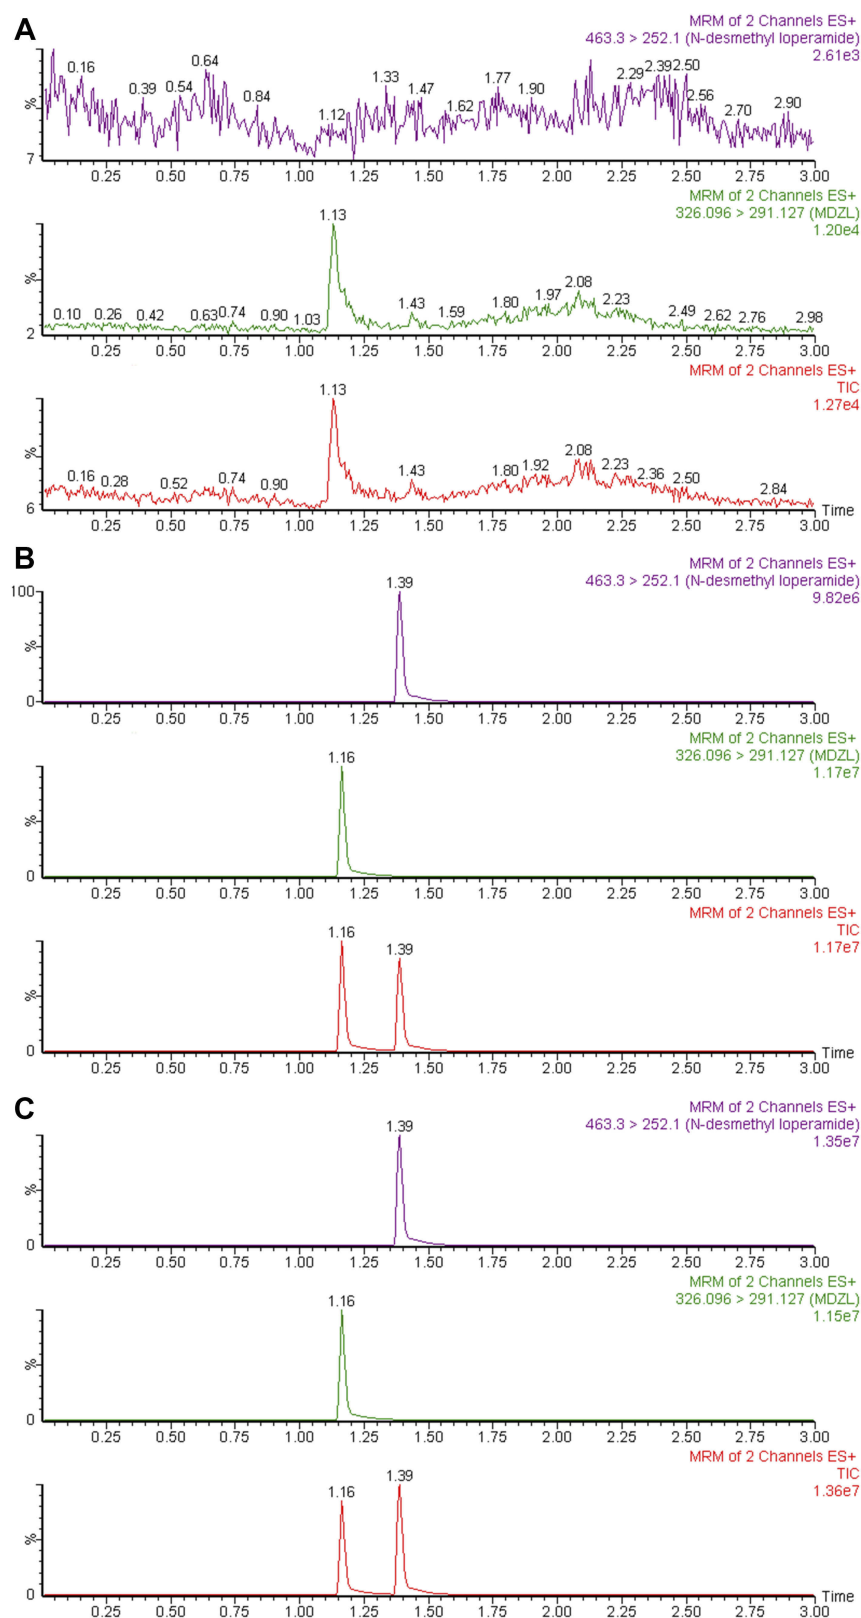 A
MRM of 2 Channels ES+
463.3 > 252.1 (N-desmethyl loperamide)
2.61e3
0.16 0.39 0.54 0.64 0.84 1.12 1.33 1.47 1.62 1.77 1.90 2.29 2.39 2.50 2.56 2.70 2.90
%
7
0.25 0.50 0.75 1.00 1.25 1.50 1.75 2.00 2.25 2.50 2.75 3.00
MRM of 2 Channels ES+
326.096 > 291.127 (MDZL)
1.20e4
1.13
0.10 0.26 0.42 0.63 0.74 0.90 1.03 1.43 1.59 1.80 1.97 2.08 2.23 2.49 2.62 2.76 2.98
%
2
0.25 0.50 0.75 1.00 1.25 1.50 1.75 2.00 2.25 2.50 2.75 3.00
MRM of 2 Channels ES+
TIC
1.27e4
1.13
0.16 0.28 0.52 0.74 0.90 1.43 1.80 1.92 2.08 2.23 2.36 2.50 2.84
%
6
Time
0.25 0.50 0.75 1.00 1.25 1.50 1.75 2.00 2.25 2.50 2.75 3.00
B
MRM of 2 Channels ES+
463.3 > 252.1 (N-desmethyl loperamide)
9.82e6
1.39
100
%
0
0.25 0.50 0.75 1.00 1.25 1.50 1.75 2.00 2.25 2.50 2.75 3.00
MRM of 2 Channels ES+
326.096 > 291.127 (MDZL)
1.17e7
1.16
%
0
0.25 0.50 0.75 1.00 1.25 1.50 1.75 2.00 2.25 2.50 2.75 3.00
MRM of 2 Channels ES+
TIC
1.17e7
1.16 1.39
%
0
Time
0.25 0.50 0.75 1.00 1.25 1.50 1.75 2.00 2.25 2.50 2.75 3.00
C
MRM of 2 Channels ES+
463.3 > 252.1 (N-desmethyl loperamide)
1.35e7
1.39
%
0
0.25 0.50 0.75 1.00 1.25 1.50 1.75 2.00 2.25 2.50 2.75 3.00
MRM of 2 Channels ES+
326.096 > 291.127 (MDZL)
1.15e7
1.16
%
0
0.25 0.50 0.75 1.00 1.25 1.50 1.75 2.00 2.25 2.50 2.75 3.00
MRM of 2 Channels ES+
TIC
1.36e7
1.16 1.39
%
0
Time
0.25 0.50 0.75 1.00 1.25 1.50 1.75 2.00 2.25 2.50 2.75 3.00